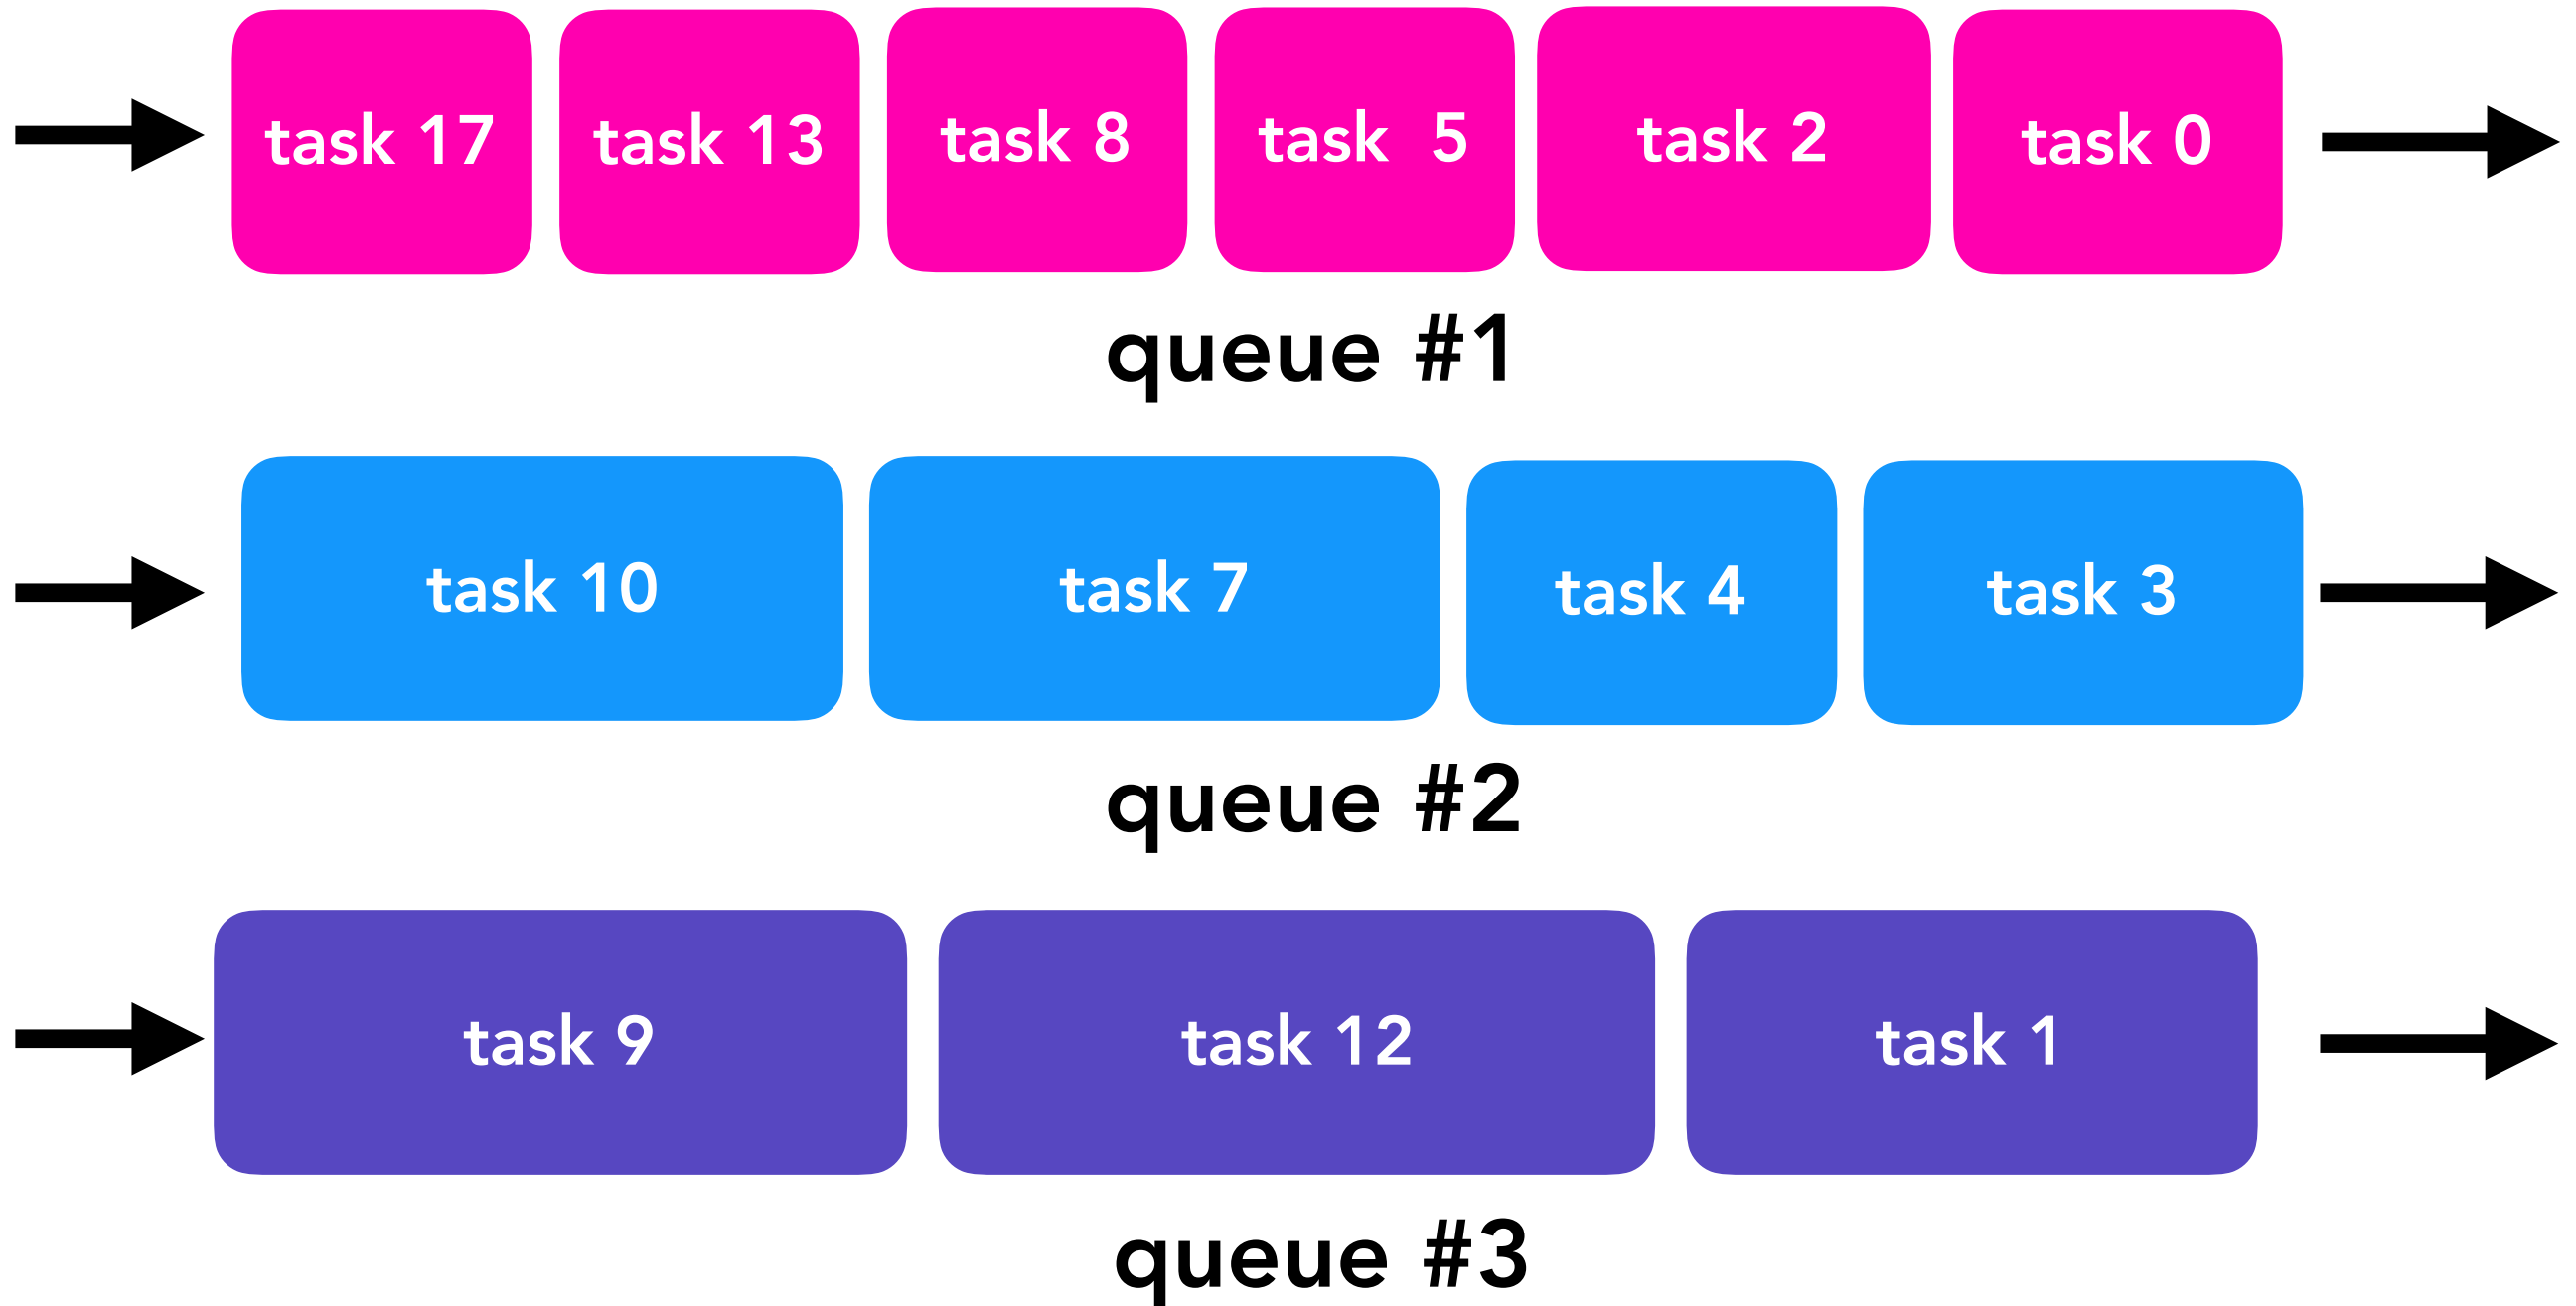 task 17 task 13 task 8 task 5 task 2 task 0
queue #1
task 10 task 7 task 4 task 3
queue #2
task 9 task 12 task 1
queue #3